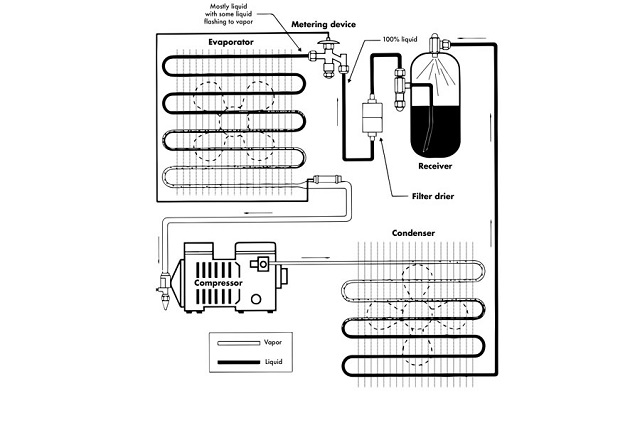 Mostly liquid
with some liquid
flashing to vapor
Metering device
Evaporator
100% liquid
Receiver
Filter drier
Condenser
Compressor
Vapor
Liquid